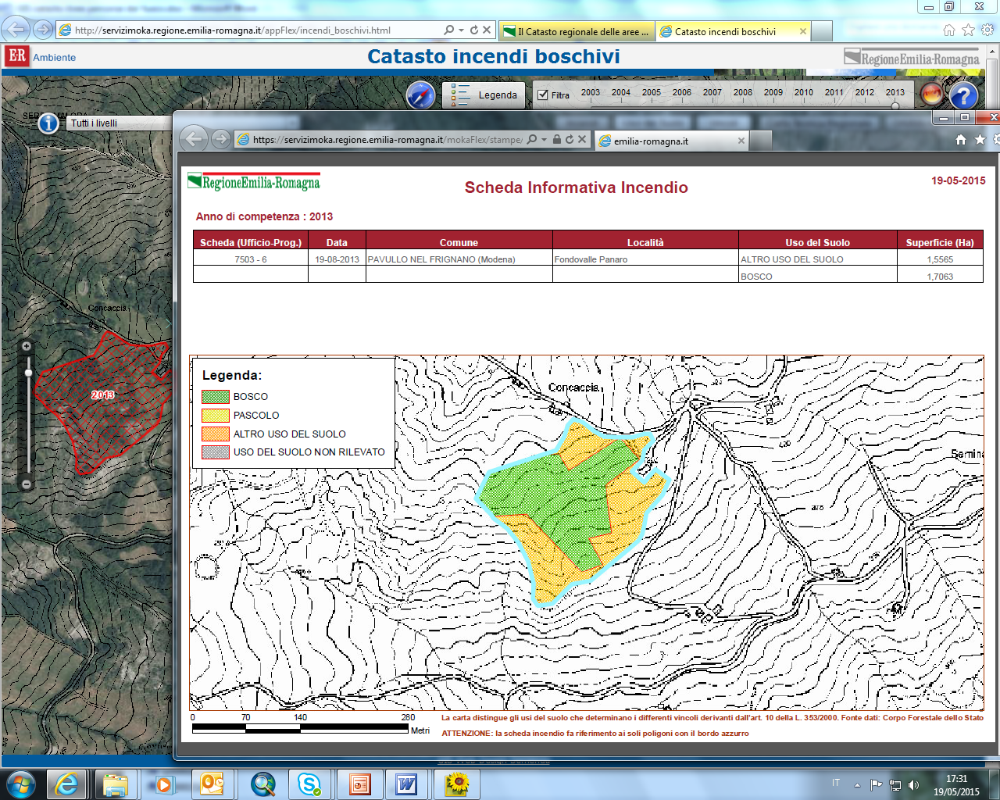 http://servizimoka.regione.emilia-romagna.it/appFlex/incendi_boschivi.html
Il Catasto regionale delle aree ...
Catasto incendi boschivi
ER Ambiente
Catasto incendi boschivi
RegioneEmilia-Romagna
Legenda
Filtra
2003 2004 2005 2006 2007 2008 2009 2010 2011 2012 2013
Tutti i livelli
https://servizimoka.regione.emilia-romagna.it/mokaFlex/stampe/
emilia-romagna.it
RegioneEmilia-Romagna
Scheda Informativa Incendio
19-05-2015
Anno di competenza : 2013
Scheda (Ufficio-Prog.) Data Comune Località Uso del Suolo Superficie (Ha)
7503 - 6 19-08-2013 PAVULLO NEL FRIGNANO (Modena) Fondovalle Panaro ALTRO USO DEL SUOLO 1,5565
BOSCO 1,7063
Concaccia
2013
Legenda:
BOSCO
PASCOLO
ALTRO USO DEL SUOLO
USO DEL SUOLO NON RILEVATO
Concaccia
Semina
0 70 140 280
Metri
La carta distingue gli usi del suolo che determinano i differenti vincoli derivanti dall'art. 10 della L. 353/2000. Fonte dati: Corpo Forestale dello Stato
ATTENZIONE: la scheda incendio fa riferimento ai soli poligoni con il bordo azzurro
IT
17:31
19/05/2015